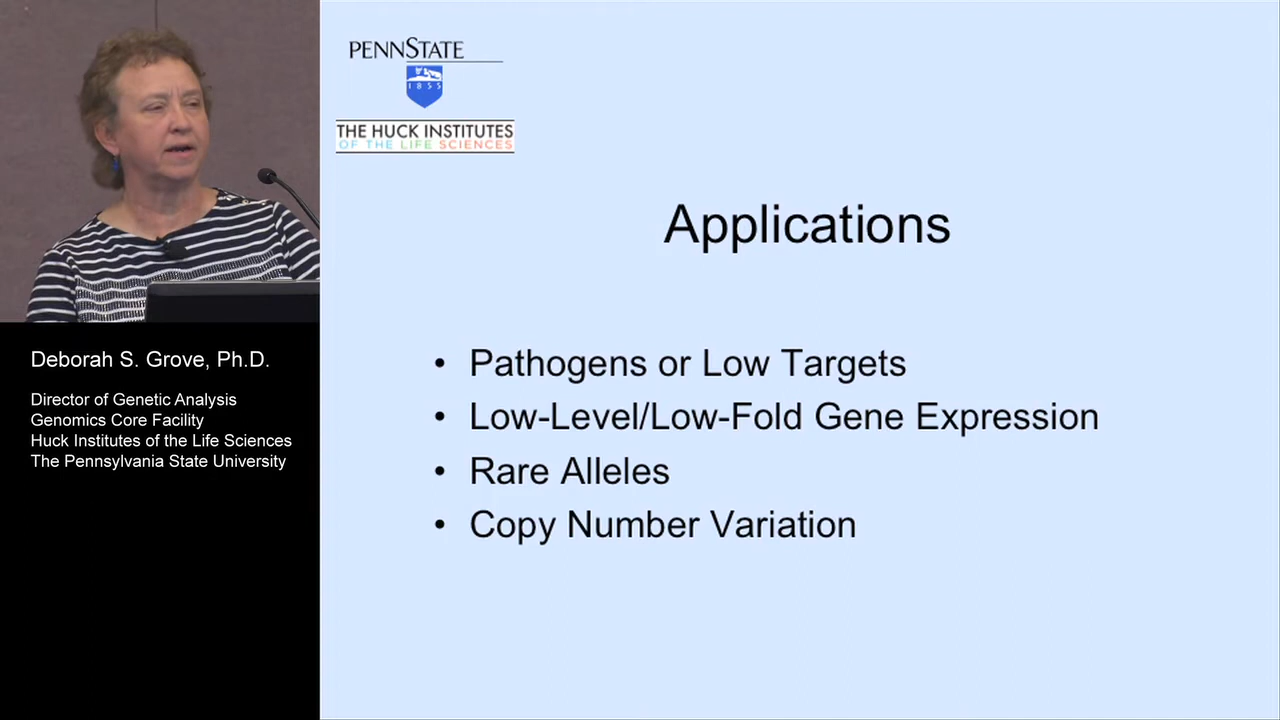 PENNSTATE
1855
THE HUCK INSTITUTES
OF THE LIFE SCIENCES
Applications
• Pathogens or Low Targets
• Low-Level/Low-Fold Gene Expression
• Rare Alleles
• Copy Number Variation
Deborah S. Grove, Ph.D.
Director of Genetic Analysis
Genomics Core Facility
Huck Institutes of the Life Sciences
The Pennsylvania State University